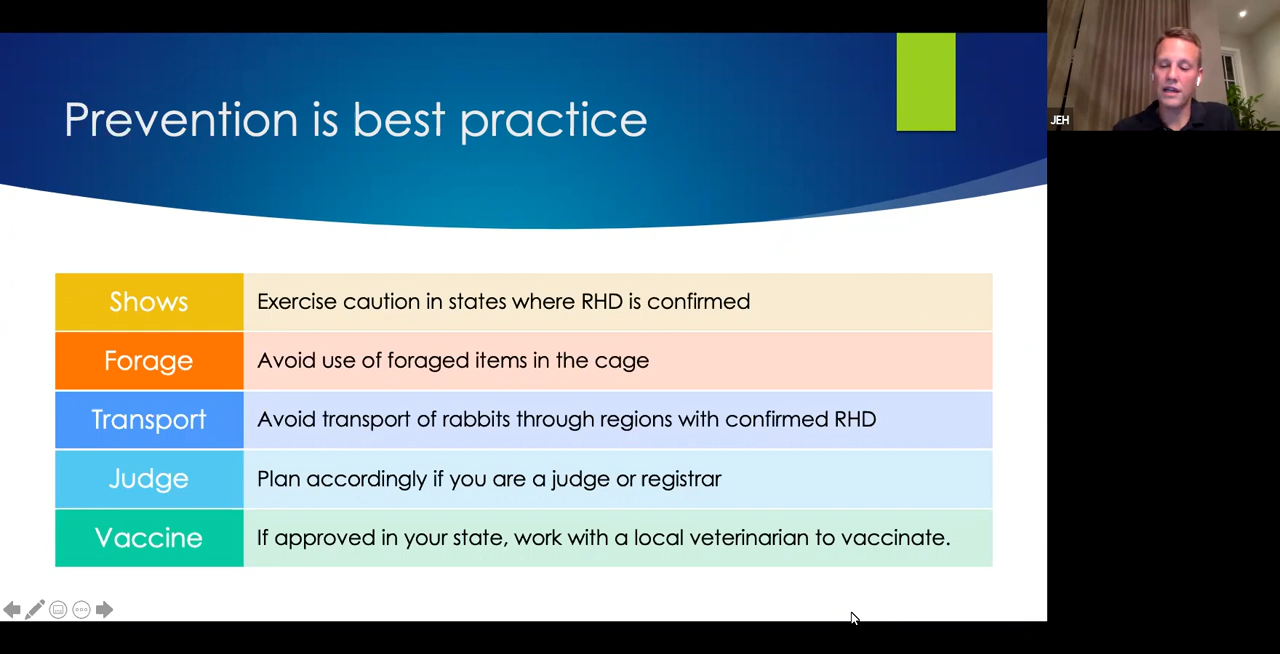 Prevention is best practice
JEH
Shows
Exercise caution in states where RHD is confirmed
Forage
Avoid use of foraged items in the cage
Transport
Avoid transport of rabbits through regions with confirmed RHD
Judge
Plan accordingly if you are a judge or registrar
Vaccine
If approved in your state, work with a local veterinarian to vaccinate.